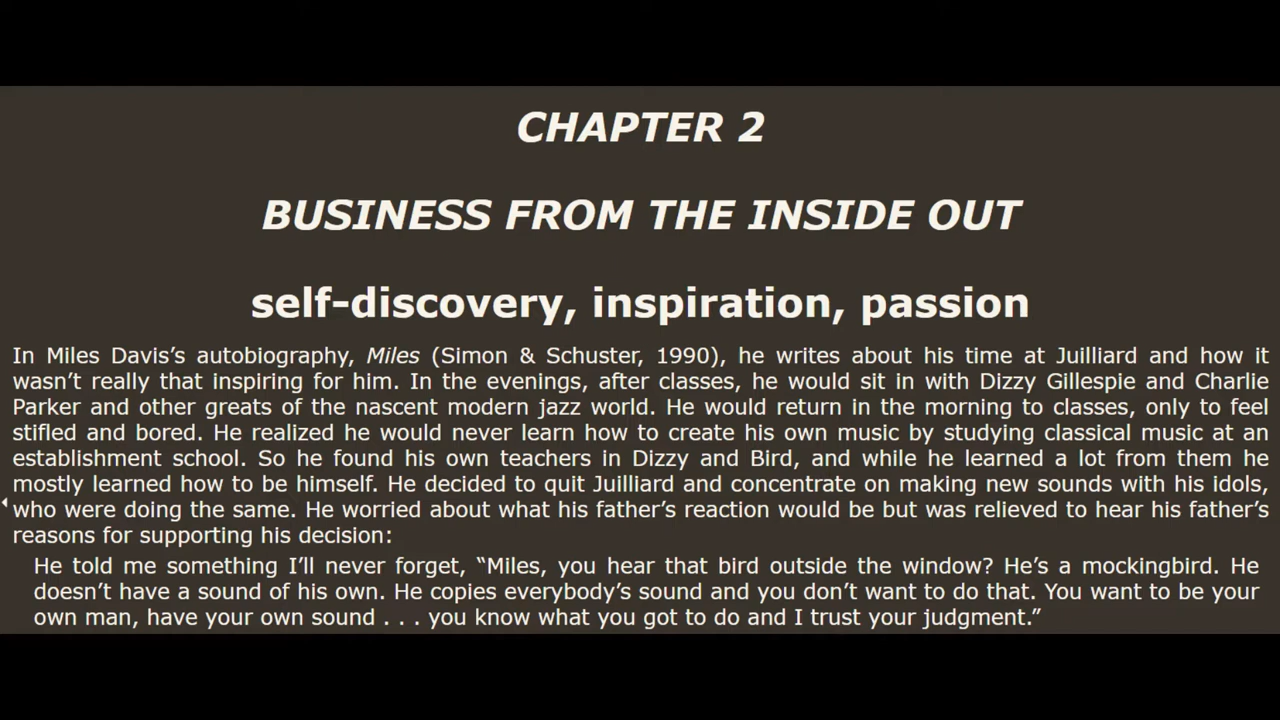 CHAPTER 2
BUSINESS FROM THE INSIDE OUT
self-discovery, inspiration, passion
In Miles Davis’s autobiography, Miles (Simon & Schuster, 1990), he writes about his time at Juilliard and how it
wasn’t really that inspiring for him. In the evenings, after classes, he would sit in with Dizzy Gillespie and Charlie
Parker and other greats of the nascent modern jazz world. He would return in the morning to classes, only to feel
stifled and bored. He realized he would never learn how to create his own music by studying classical music at an
establishment school. So he found his own teachers in Dizzy and Bird, and while he learned a lot from them he
mostly learned how to be himself. He decided to quit Juilliard and concentrate on making new sounds with his idols,
who were doing the same. He worried about what his father’s reaction would be but was relieved to hear his father’s
reasons for supporting his decision:
He told me something I’ll never forget, “Miles, you hear that bird outside the window? He’s a mockingbird. He
doesn’t have a sound of his own. He copies everybody’s sound and you don’t want to do that. You want to be your
own man, have your own sound . . . you know what you got to do and I trust your judgment.”